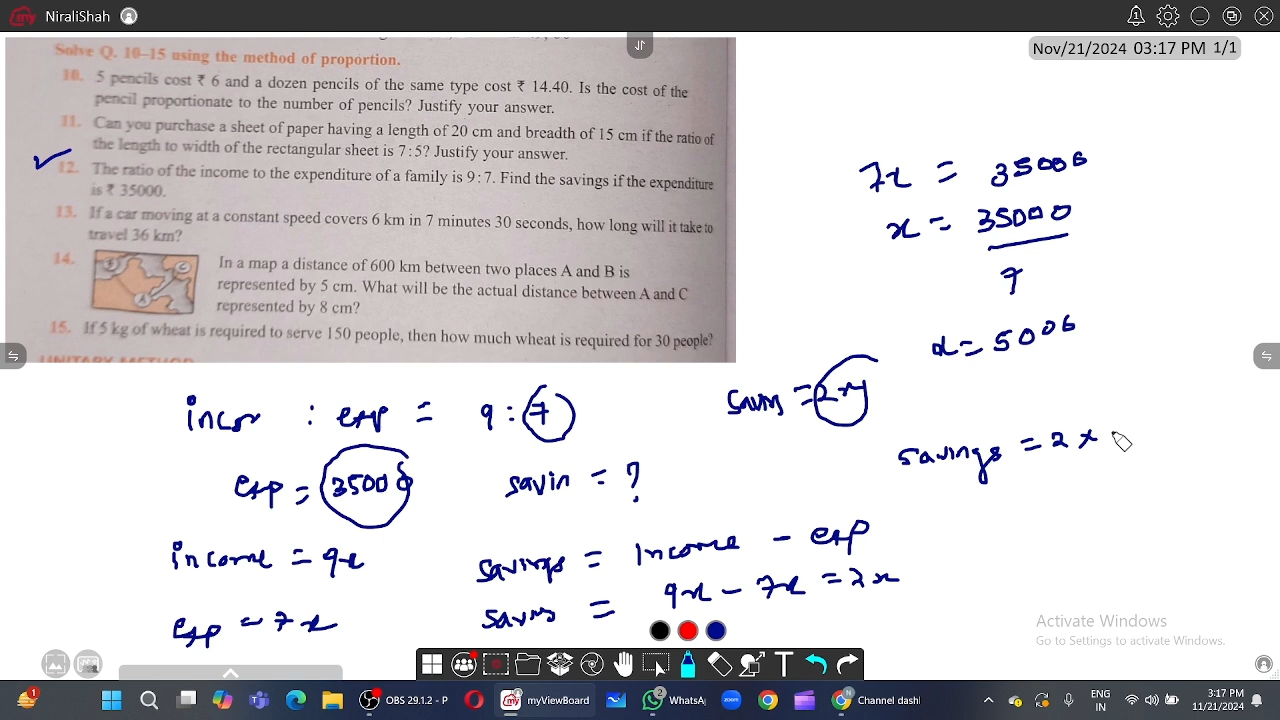 NiraliShah
Nov/21/2024 03:17 PM 1/1
Solve Q. 10–15 using the method of proportion.
10. 5 pencils cost ₹ 6 and a dozen pencils of the same type cost ₹ 14.40. Is the cost of the
pencil proportionate to the number of pencils? Justify your answer.
11. Can you purchase a sheet of paper having a length of 20 cm and breadth of 15 cm if the ratio of
the length to width of the rectangular sheet is 7:5? Justify your answer.
12. The ratio of the income to the expenditure of a family is 9:7. Find the savings if the expenditure
is ₹ 35000.
13. If a car moving at a constant speed covers 6 km in 7 minutes 30 seconds, how long will it take to
travel 36 km?
14. In a map a distance of 600 km between two places A and B is
represented by 5 cm. What will be the actual distance between A and C
represented by 8 cm?
15. If 5 kg of wheat is required to serve 150 people, then how much wheat is required for 30 people?
UNITARY METHOD
7x = 35000
x = 35000
7
x = 5000
: exp = 9 : 7
= 2x
exp = 35000
= ?
savings = 2 ×
income = 9x
savings = income - exp
exp = 7x
= 9x - 7x = 2x
Activate Windows
Go to Settings to activate Windows.
T
1
OBS 29.1.2 - P
myViewBoard
2
WhatsA
zoom
N
Channel dash
ENG
IN
3:17 PM
11/21/2024